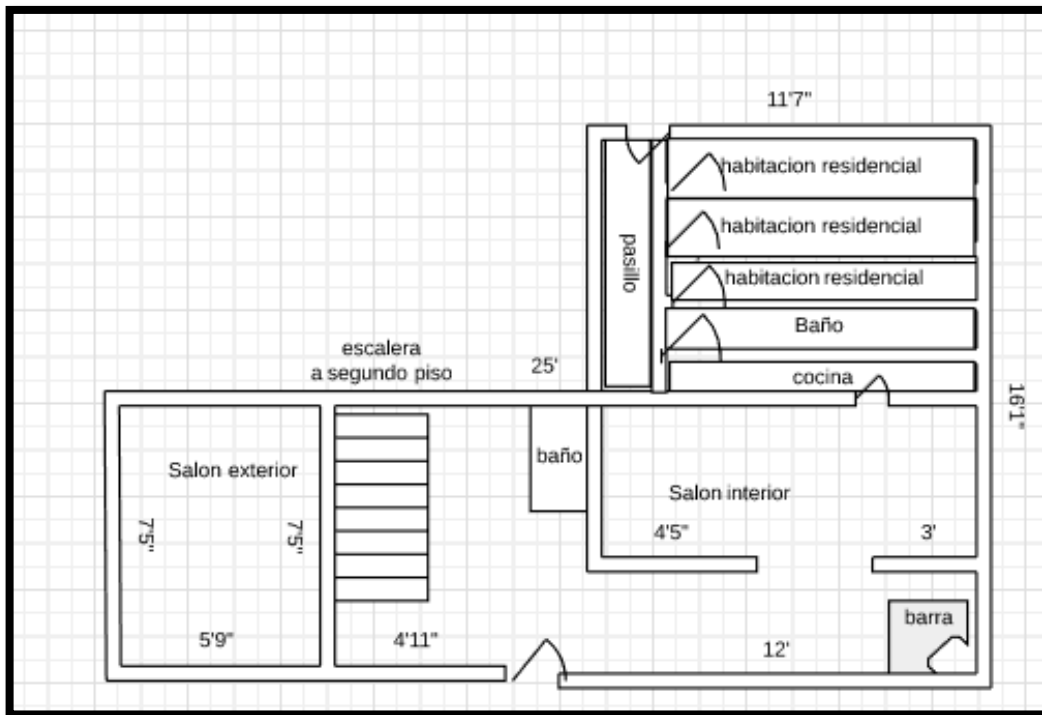 11'7"
habitacion residencial
habitacion residencial
pasillo
habitacion residencial
Baño
escalera
a segundo piso
25'
cocina
16'1"
baño
Salon exterior
Salon interior
7'5"
7'5"
4'5"
3'
barra
5'9"
4'11"
12'